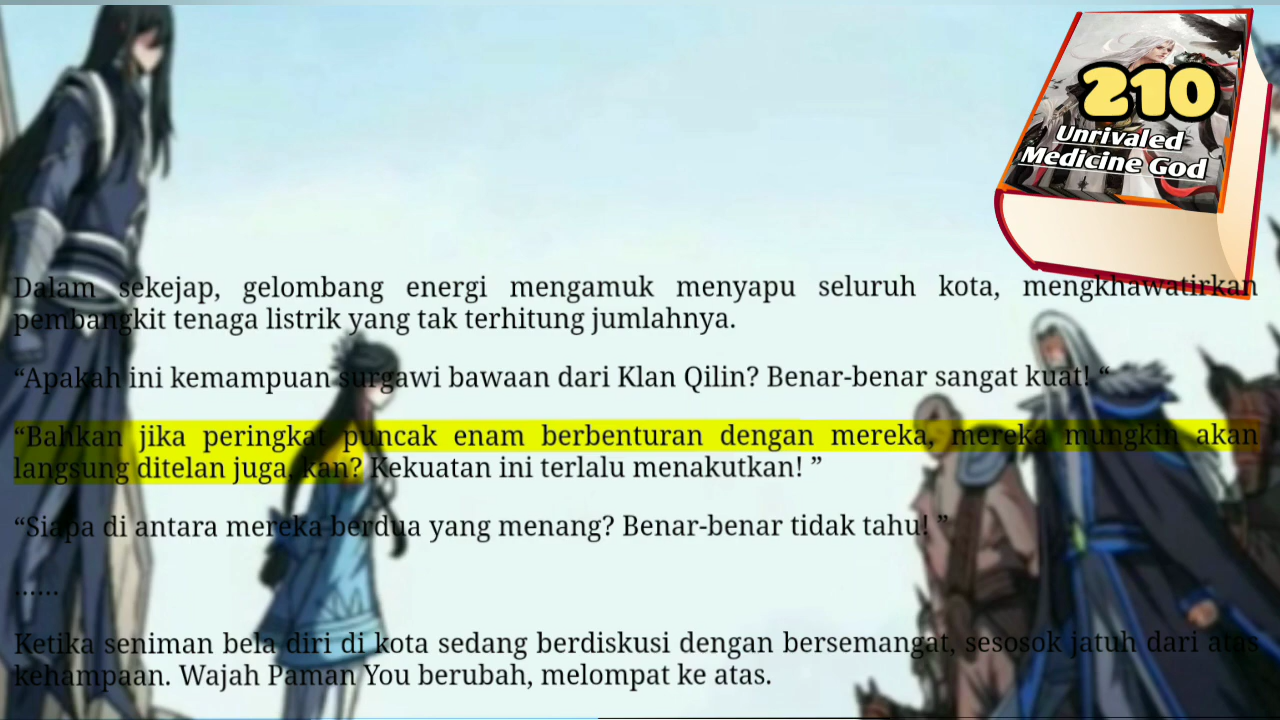 210
Unrivaled
Medicine God
Dalam sekejap, gelombang energi mengamuk menyapu seluruh kota, mengkhawatirkan
pembangkit tenaga listrik yang tak terhitung jumlahnya.
“Apakah ini kemampuan surgawi bawaan dari Klan Qilin? Benar-benar sangat kuat! “
“Bahkan jika peringkat puncak enam berbenturan dengan mereka, mereka mungkin akan
langsung ditelan juga, kan? Kekuatan ini terlalu menakutkan! ”
“Siapa di antara mereka berdua yang menang? Benar-benar tidak tahu! ”
……
Ketika seniman bela diri di kota sedang berdiskusi dengan bersemangat, sesosok jatuh dari atas
kehampaan. Wajah Paman You berubah, melompat ke atas.